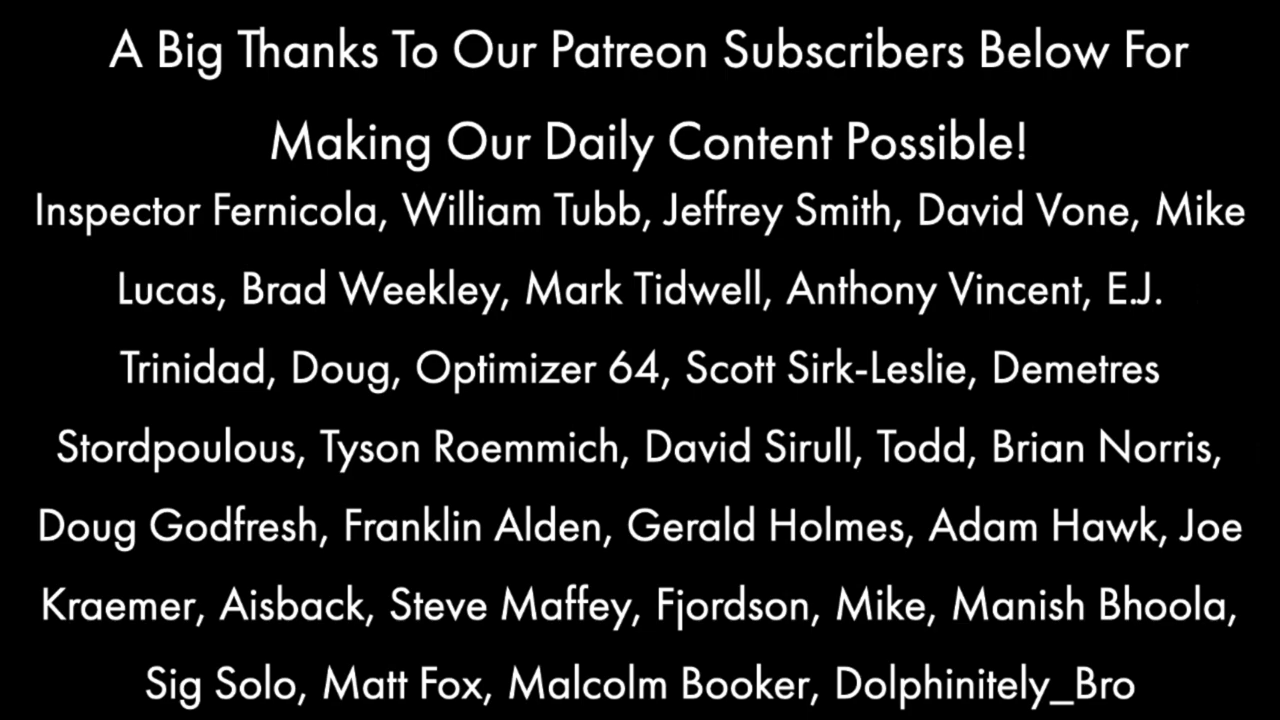 A Big Thanks To Our Patreon Subscribers Below For
Making Our Daily Content Possible!
Inspector Fernicola, William Tubb, Jeffrey Smith, David Vone, Mike
Lucas, Brad Weekley, Mark Tidwell, Anthony Vincent, E.J.
Trinidad, Doug, Optimizer 64, Scott Sirk-Leslie, Demetres
Stordpoulous, Tyson Roemmich, David Sirull, Todd, Brian Norris,
Doug Godfresh, Franklin Alden, Gerald Holmes, Adam Hawk, Joe
Kraemer, Aisback, Steve Maffey, Fjordson, Mike, Manish Bhoola,
Sig Solo, Matt Fox, Malcolm Booker, Dolphinitely_Bro